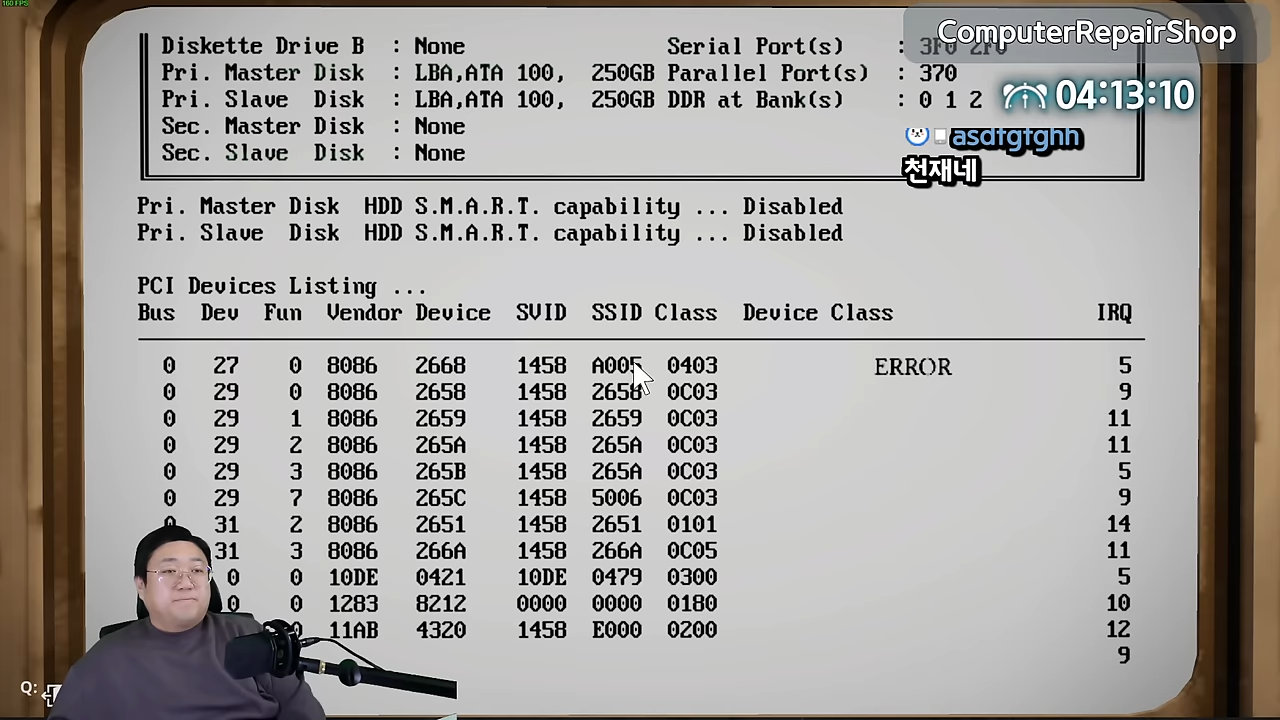 160 FPS
ComputerRepairShop
04:13:10
asdfgfghh
천재네
Diskette Drive B : None Serial Port(s) : 3F0 2F0
Pri. Master Disk : LBA,ATA 100, 250GB Parallel Port(s) : 370
Pri. Slave Disk : LBA,ATA 100, 250GB DDR at Bank(s) : 0 1 2
Sec. Master Disk : None
Sec. Slave Disk : None
Pri. Master Disk HDD S.M.A.R.T. capability ... Disabled
Pri. Slave Disk HDD S.M.A.R.T. capability ... Disabled
PCI Devices Listing ...
Bus Dev Fun Vendor Device SVID SSID Class Device Class IRQ
0 27 0 8086 2668 1458 A005 0403 ERROR 5
0 29 0 8086 2658 1458 2658 0C03 9
0 29 1 8086 2659 1458 2659 0C03 11
0 29 2 8086 265A 1458 265A 0C03 11
0 29 3 8086 265B 1458 265A 0C03 5
0 29 7 8086 265C 1458 5006 0C03 9
0 31 2 8086 2651 1458 2651 0101 14
31 3 8086 266A 1458 266A 0C05 11
0 0 10DE 0421 10DE 0479 0300 5
0 0 1283 8212 0000 0000 0180 10
0 11AB 4320 1458 E000 0200 12
9
Q: